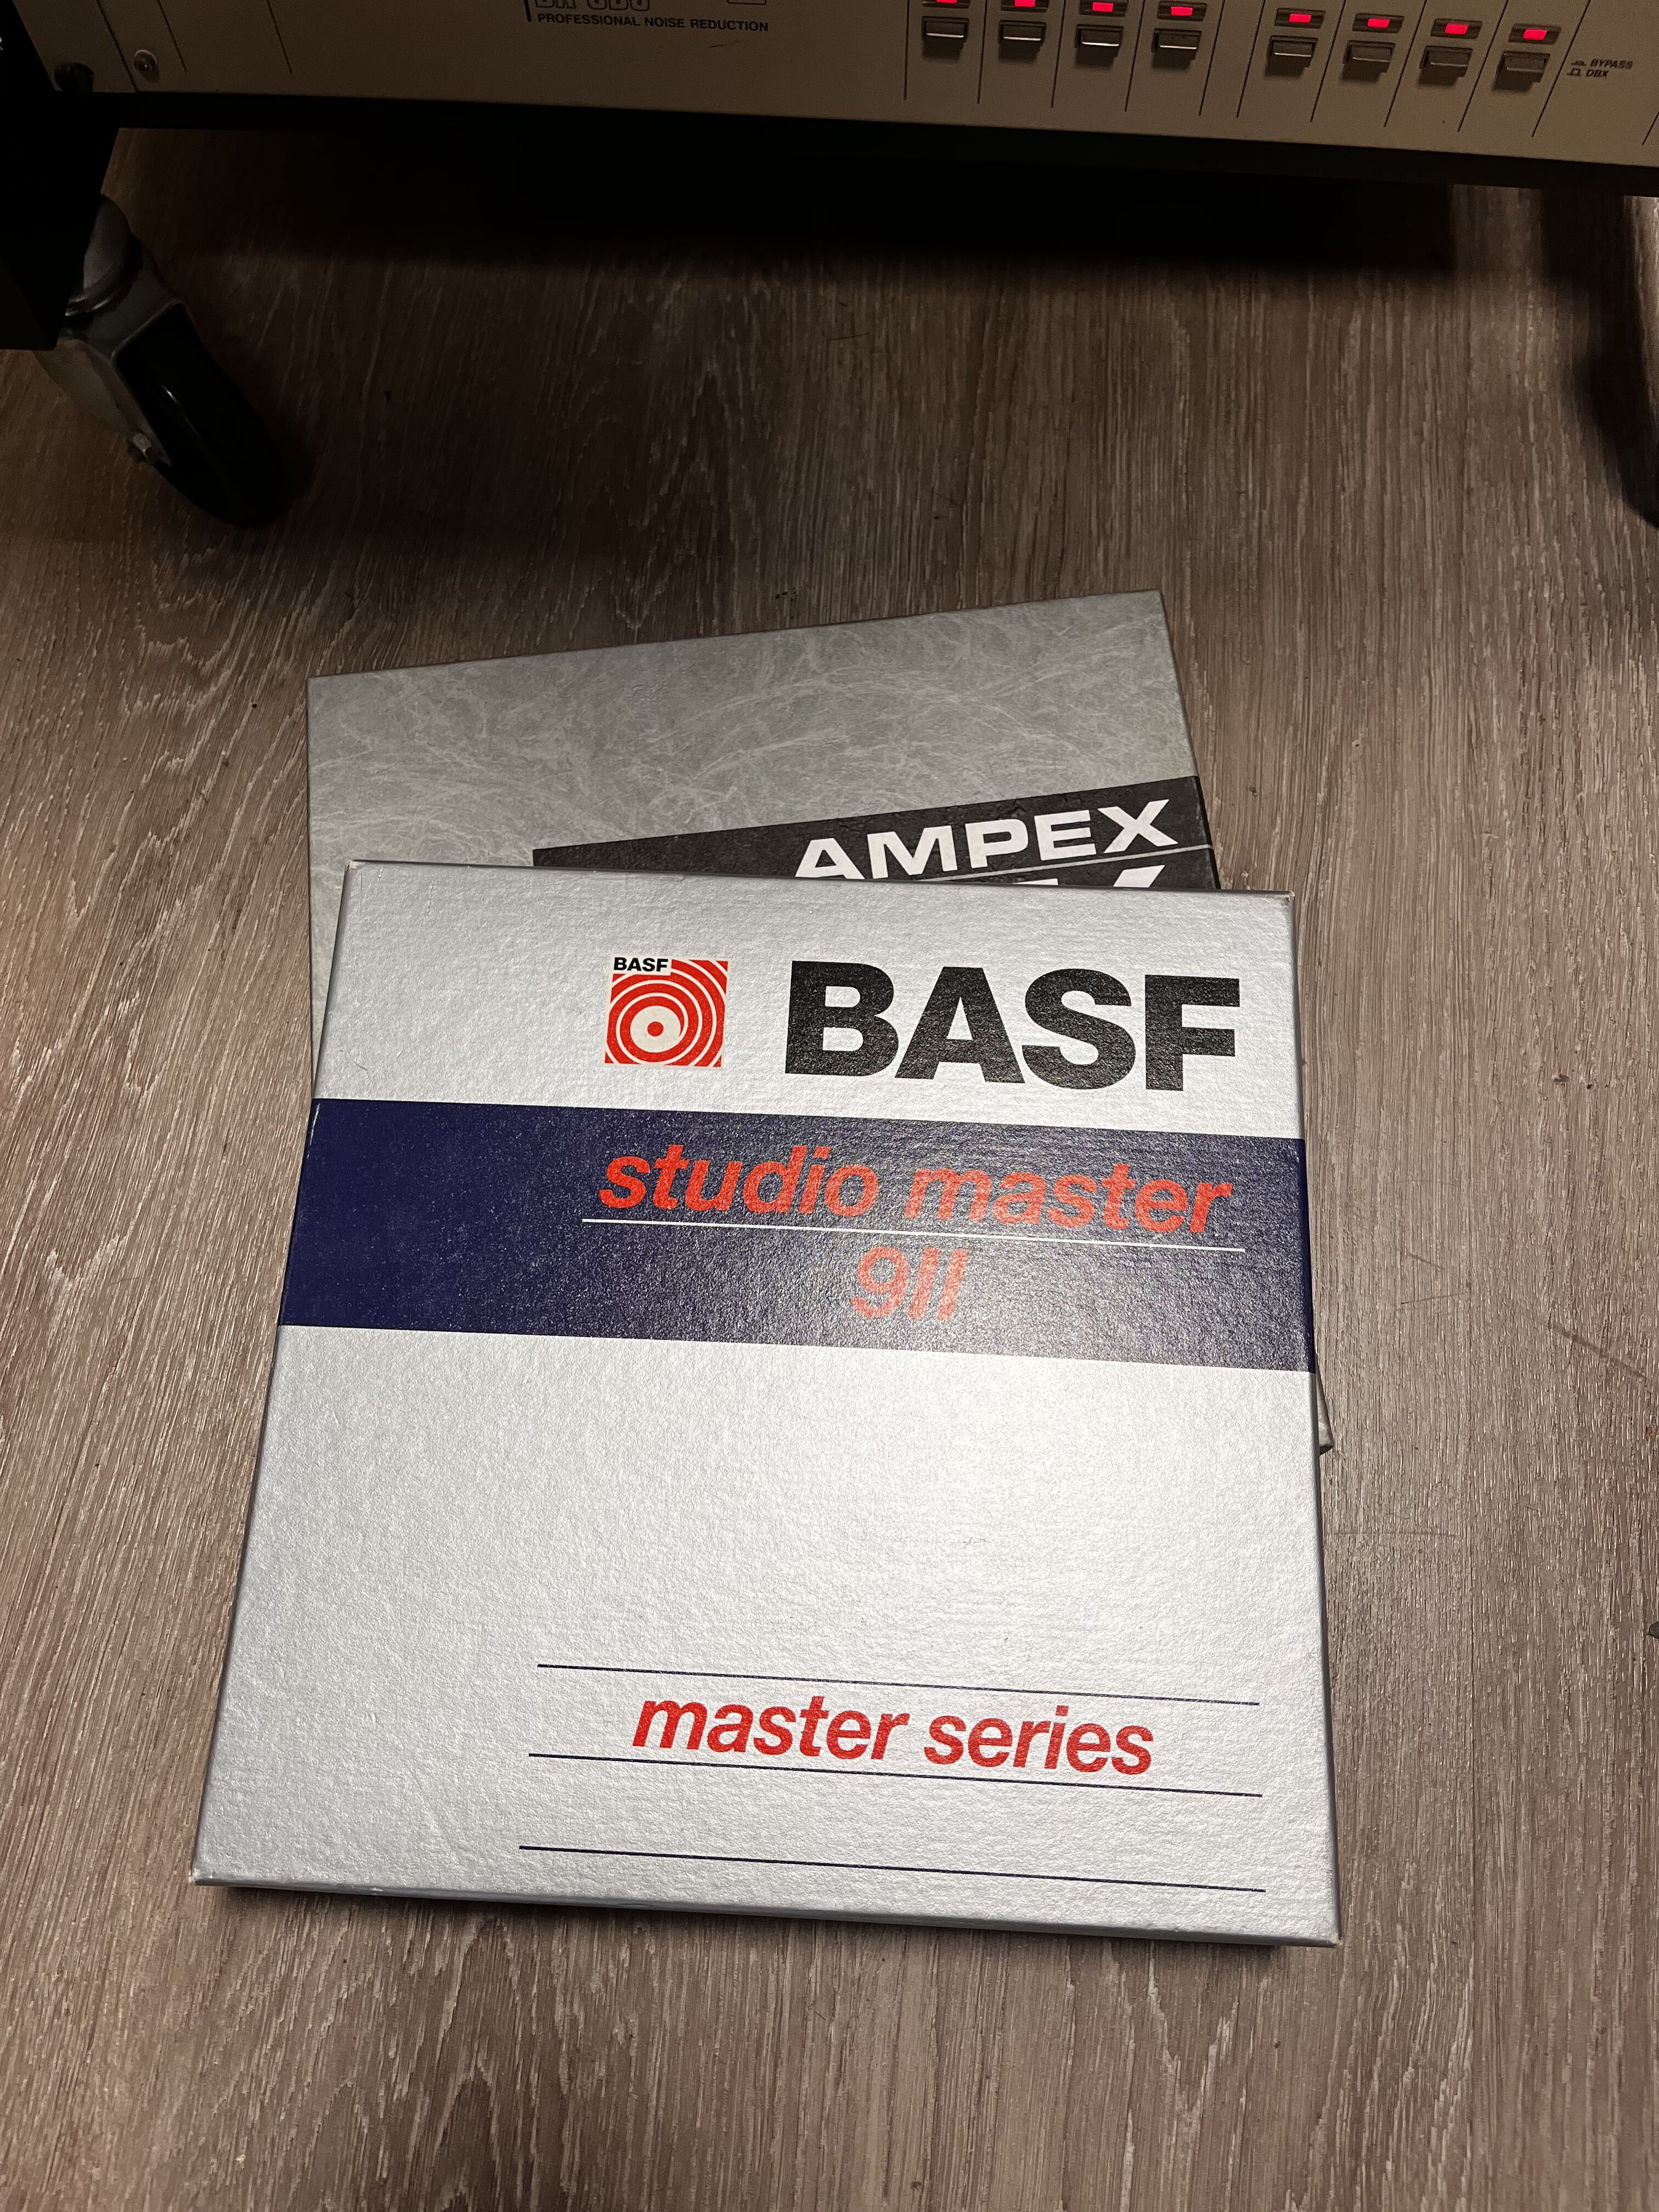 PROFESSIONAL NOISE REDUCTION
BYPASS
DBX
AMPEX
BASF
BASF
studio master
911
master series